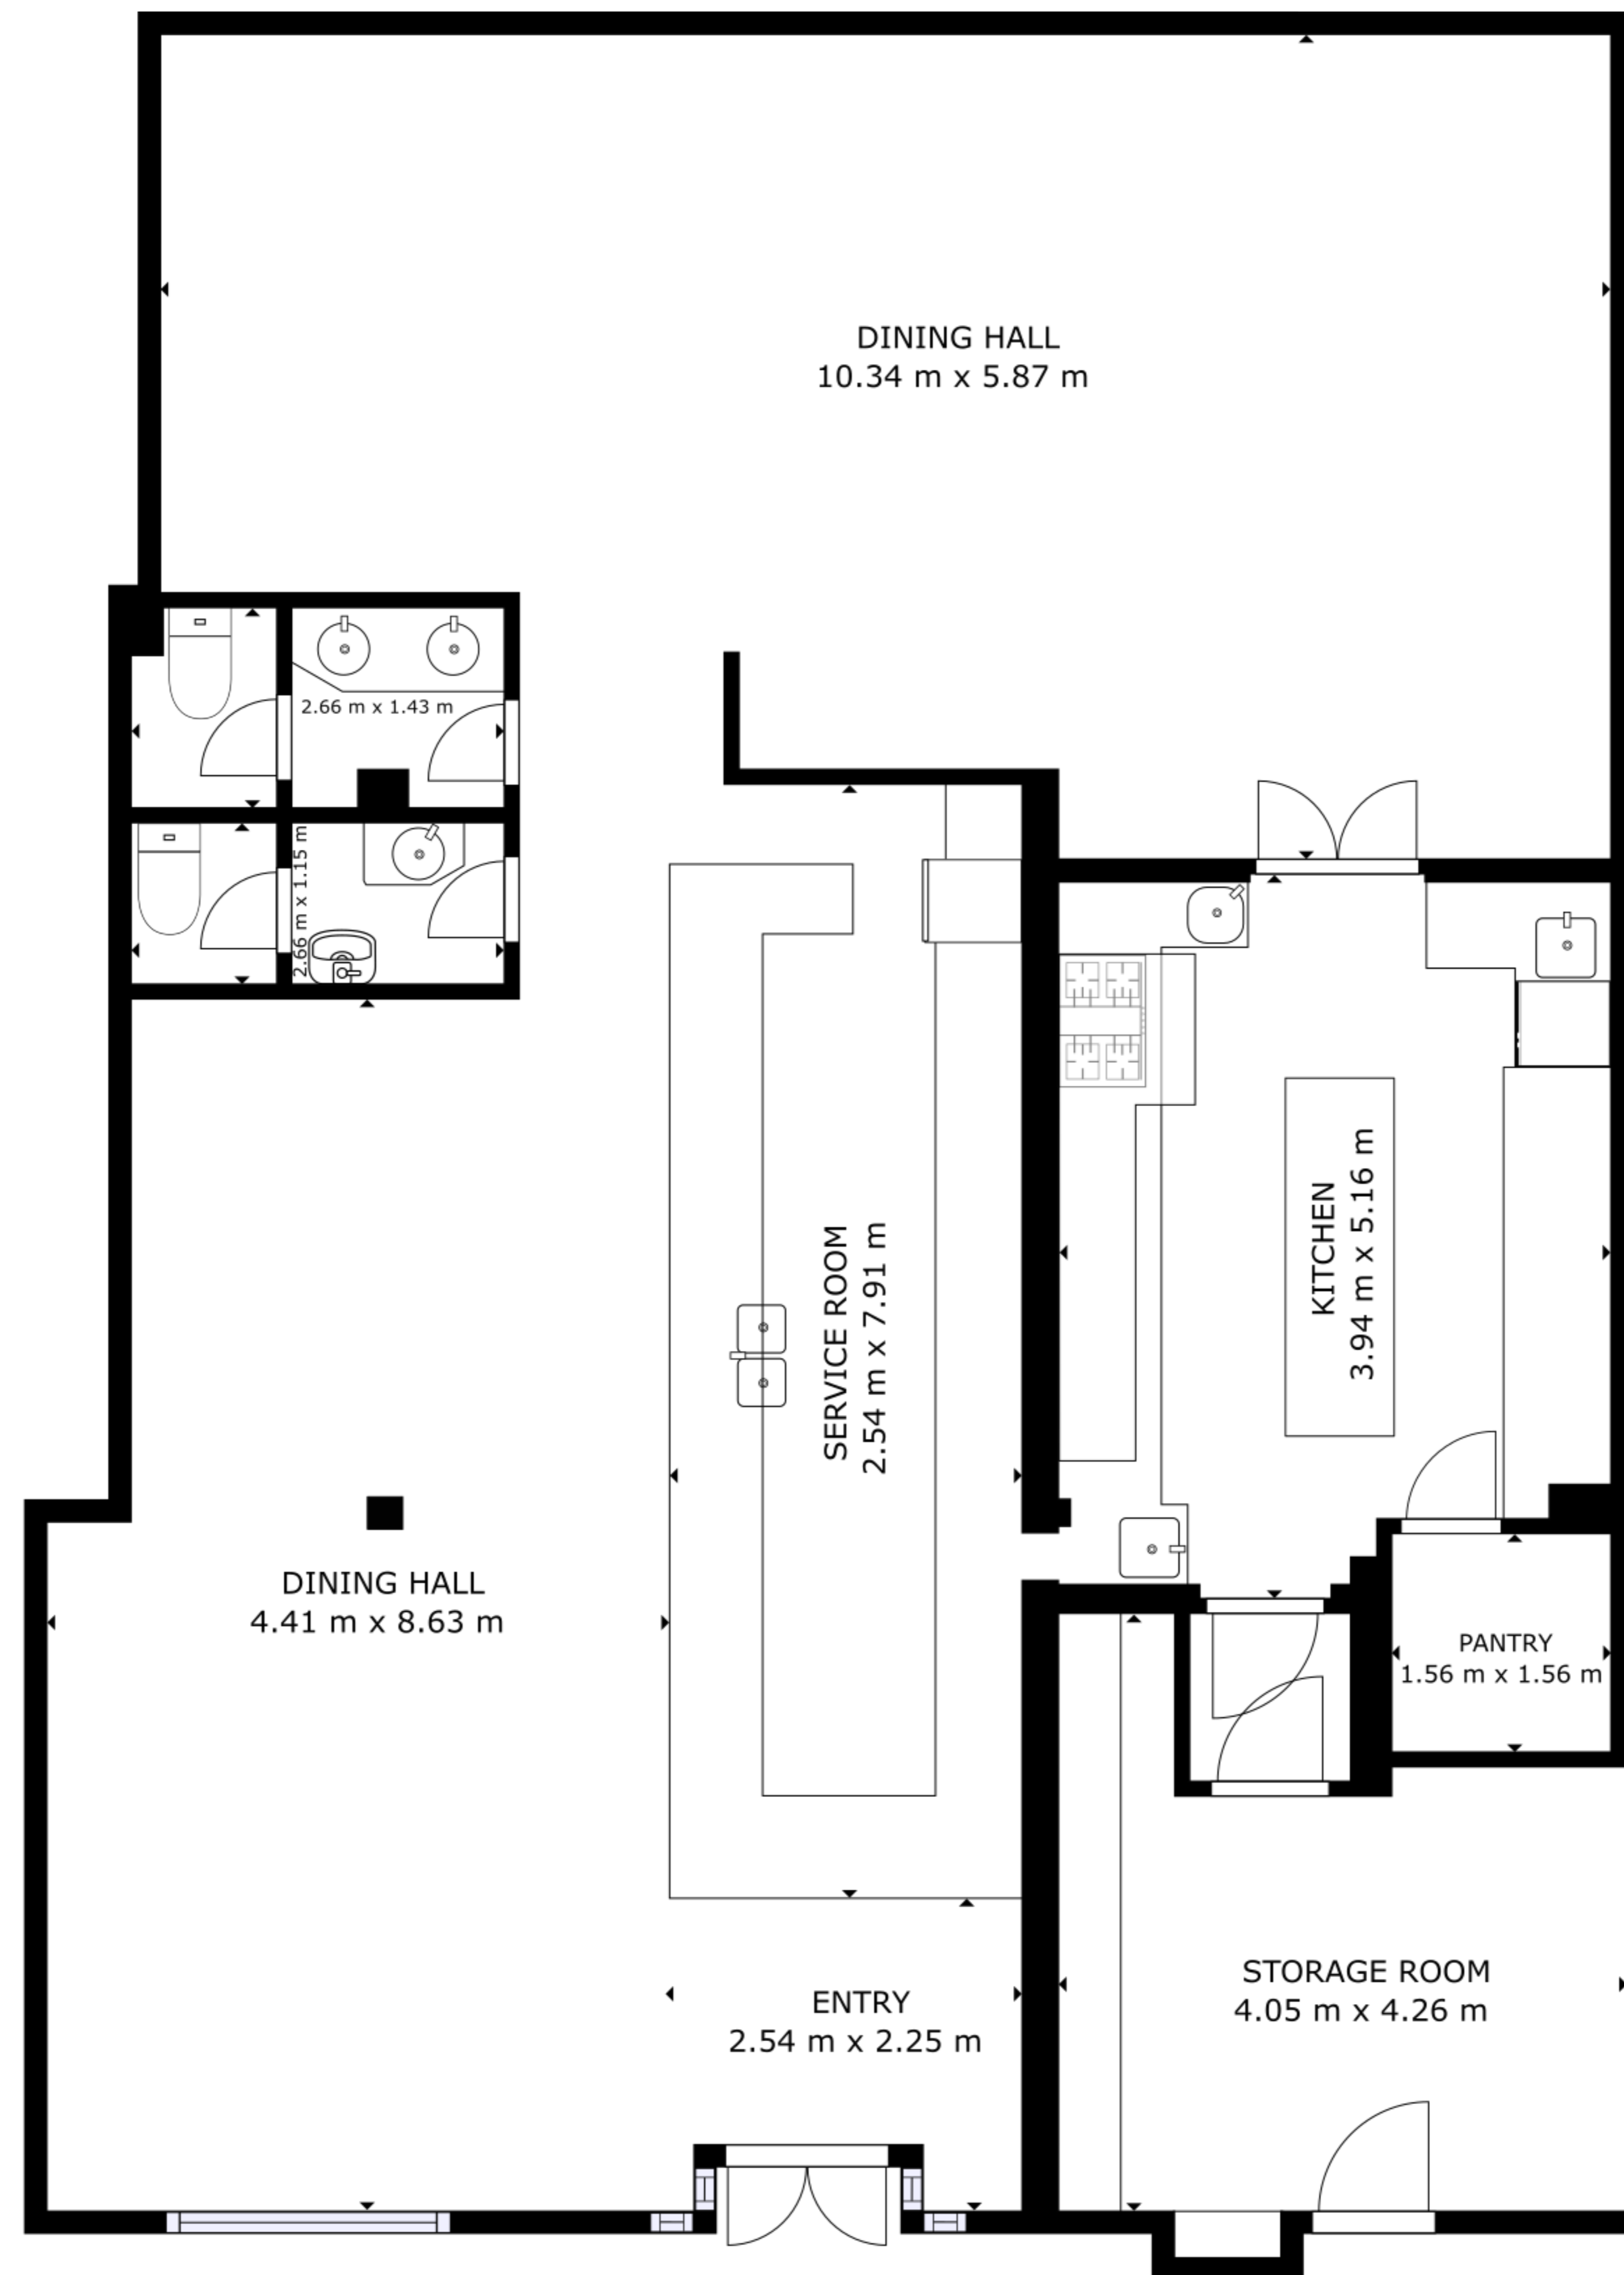 DINING HALL
10.34 m x 5.87 m
2.66 m x 1.43 m
2.66 m x 1.15 m
SERVICE ROOM
2.54 m x 7.91 m
KITCHEN
3.94 m x 5.16 m
DINING HALL
4.41 m x 8.63 m
PANTRY
1.56 m x 1.56 m
STORAGE ROOM
4.05 m x 4.26 m
ENTRY
2.54 m x 2.25 m